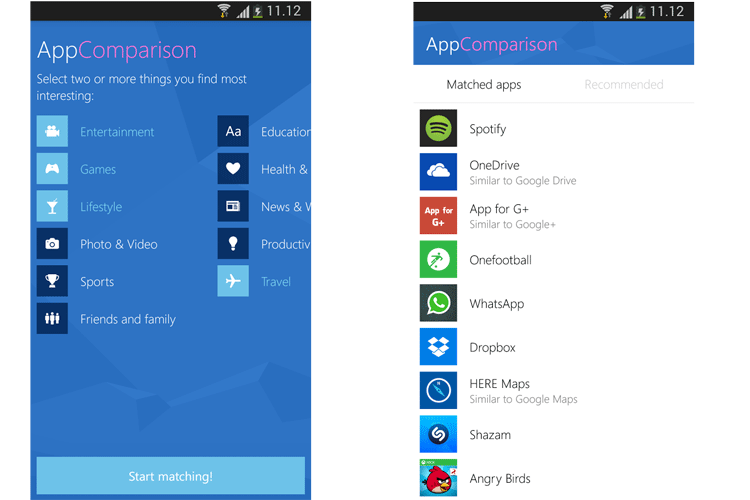 11.12
AppComparison
Select two or more things you find most
interesting:
Entertainment
Aa Education
Games
Health &
Lifestyle
News & W
Photo & Video
Productiv
Sports
Travel
Friends and family
Start matching!
11.12
AppComparison
Matched apps Recommended
Spotify
OneDrive
Similar to Google Drive
App for
G+
App for G+
Similar to Google+
Onefootball
WhatsApp
Dropbox
HERE Maps
Similar to Google Maps
Shazam
Angry Birds